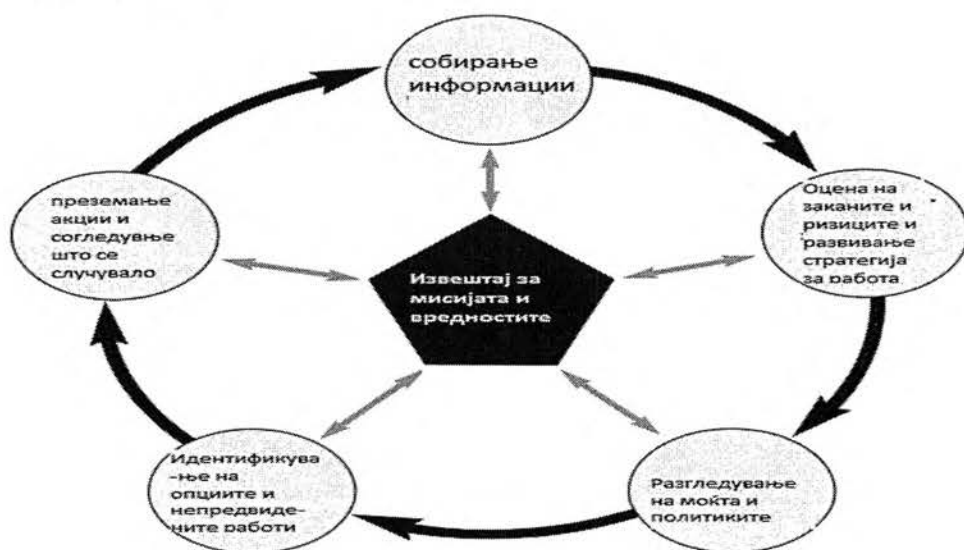 собирање
информации
Оцена на
заканите и
ризиците и
развивање
стратегија
за работа
Разгледување
на моќта и
политиките
Идентификува
-ње на
опциите и
непредвиде-
ните работи
преземање
акции и
согледувње
што се
случувало
Извештај за
мисијата и
вредностите